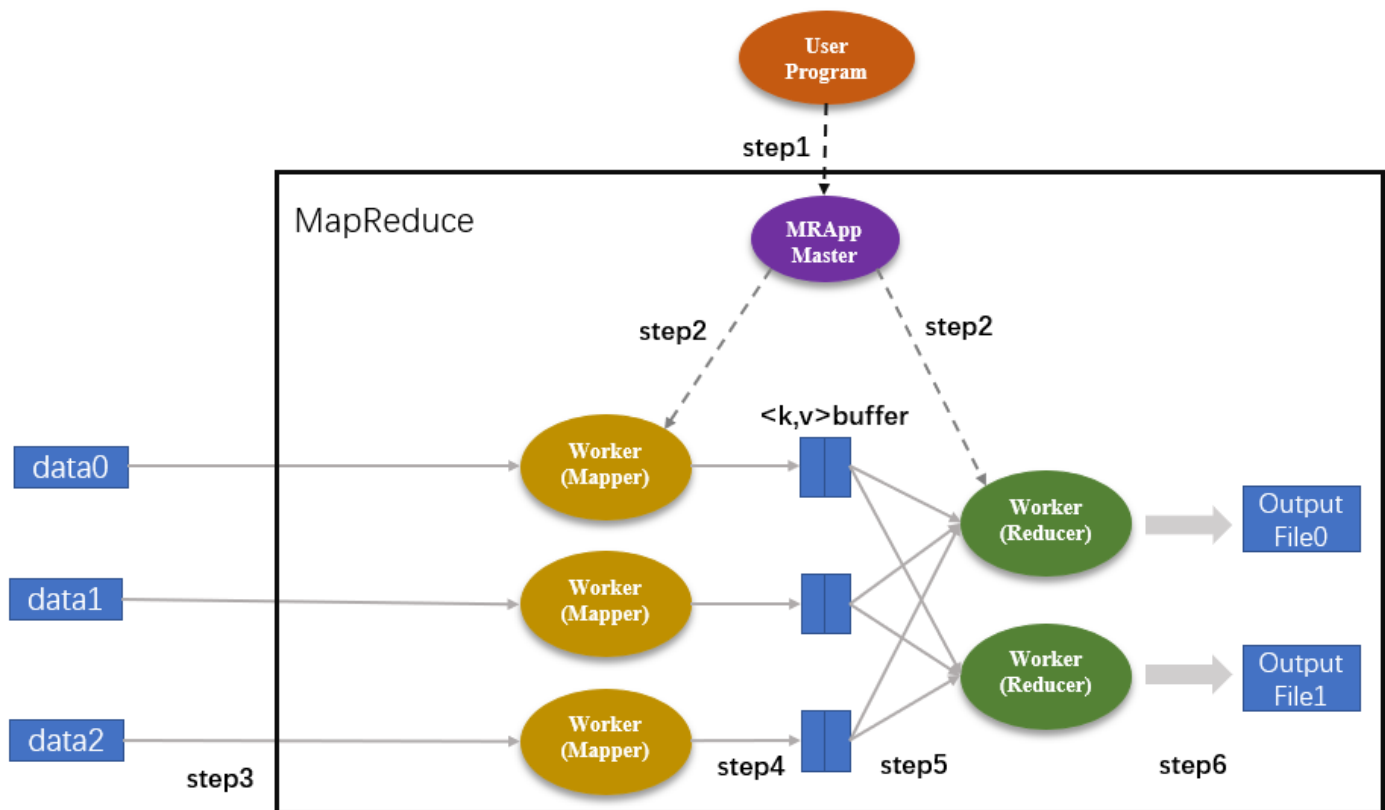 User
Program
step1
MapReduce
MRApp
Master
step2
step2
<k,v>buffer
data0
Worker
(Mapper)
Worker
(Reducer)
Output
File0
data1
Worker
(Mapper)
Worker
(Reducer)
Output
File1
data2
Worker
(Mapper)
step3
step4
step5
step6